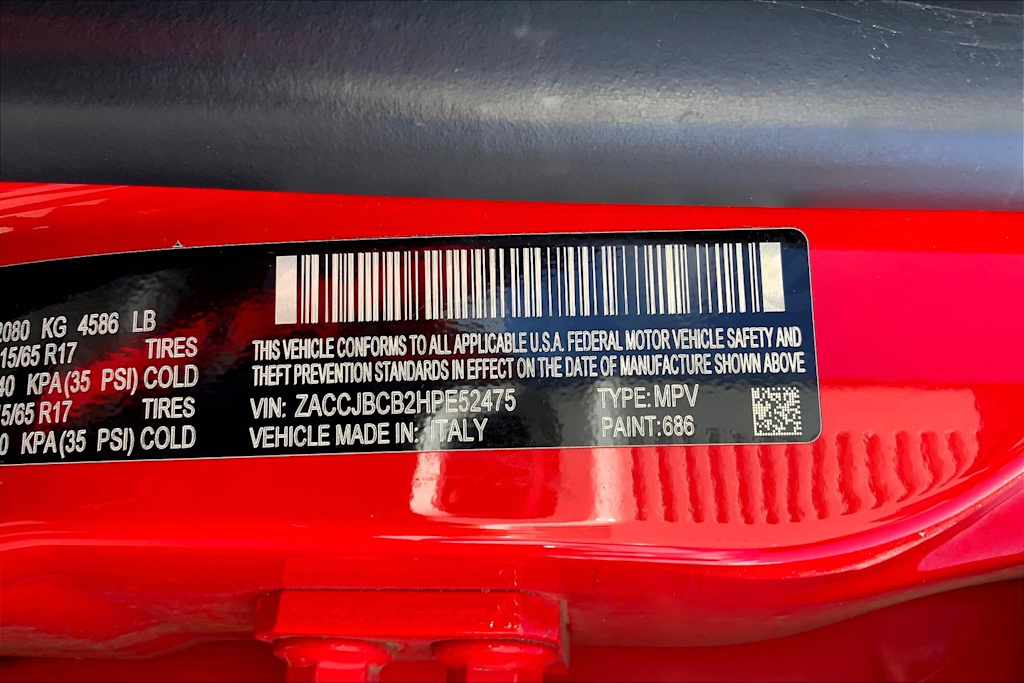 2080 KG 4586 LB
15/65 R17 TIRES
40 KPA(35 PSI) COLD
5/65 R17 TIRES
0 KPA(35 PSI) COLD
THIS VEHICLE CONFORMS TO ALL APPLICABLE U.S.A. FEDERAL MOTOR VEHICLE SAFETY AND
THEFT PREVENTION STANDARDS IN EFFECT ON THE DATE OF MANUFACTURE SHOWN ABOVE
VIN: ZACCJBCB2HPE52475 TYPE:MPV
VEHICLE MADE IN: ITALY PAINT:686